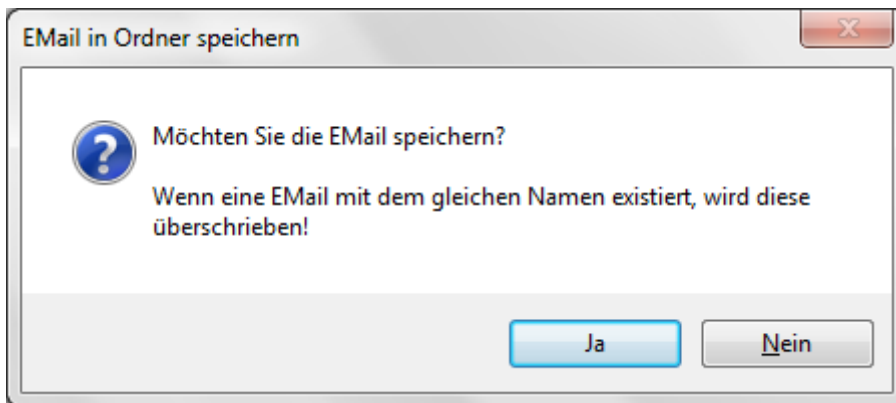 EMail in Ordner speichern
Möchten Sie die EMail speichern?
Wenn eine EMail mit dem gleichen Namen existiert, wird diese
überschrieben!
Ja
Nein